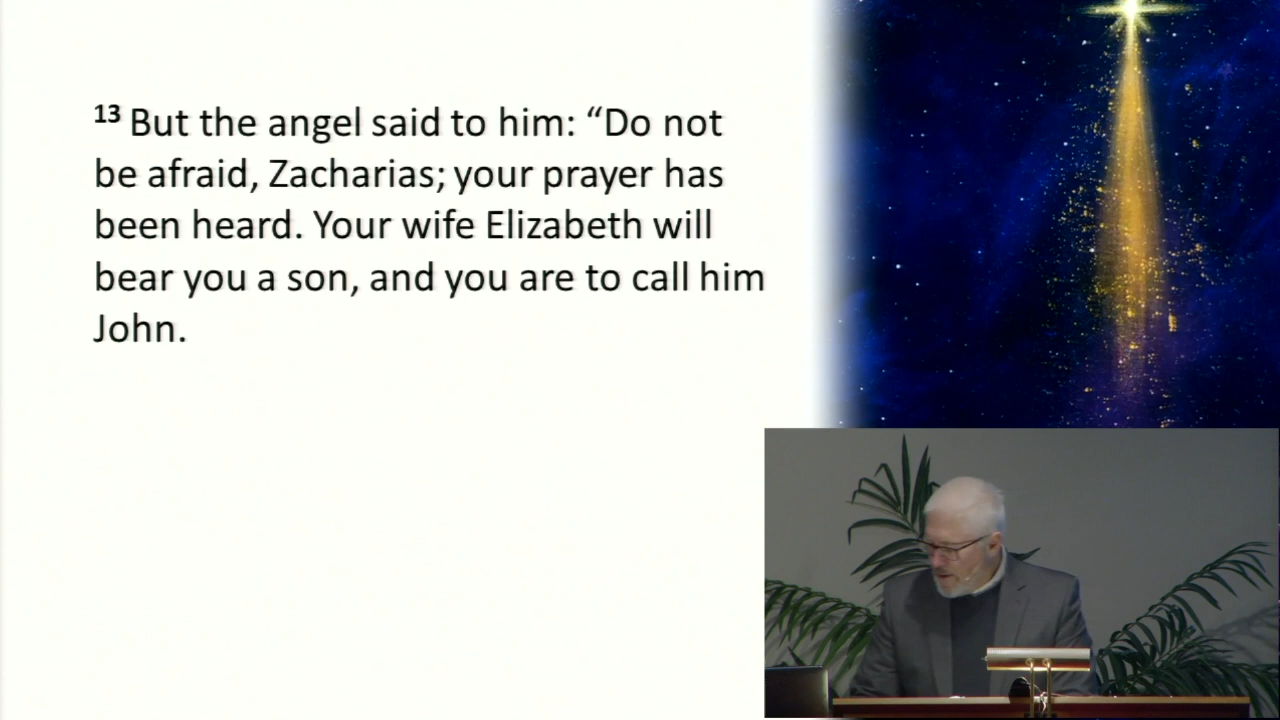 13 But the angel said to him: “Do not
be afraid, Zacharias; your prayer has
been heard. Your wife Elizabeth will
bear you a son, and you are to call him
John.